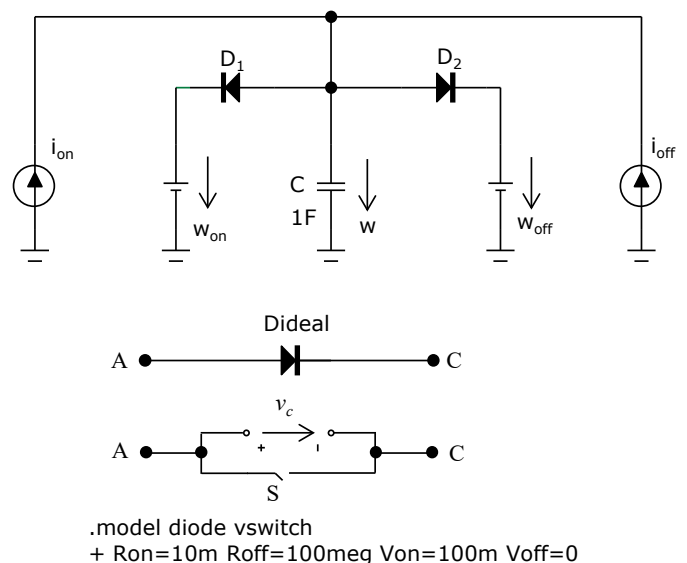 D1
D2
ion
ioff
C
1F
won
w
woff
Dideal
A
C
vc
+
-
A
C
S
.model diode vswitch
+ Ron=10m Roff=100meg Von=100m Voff=0